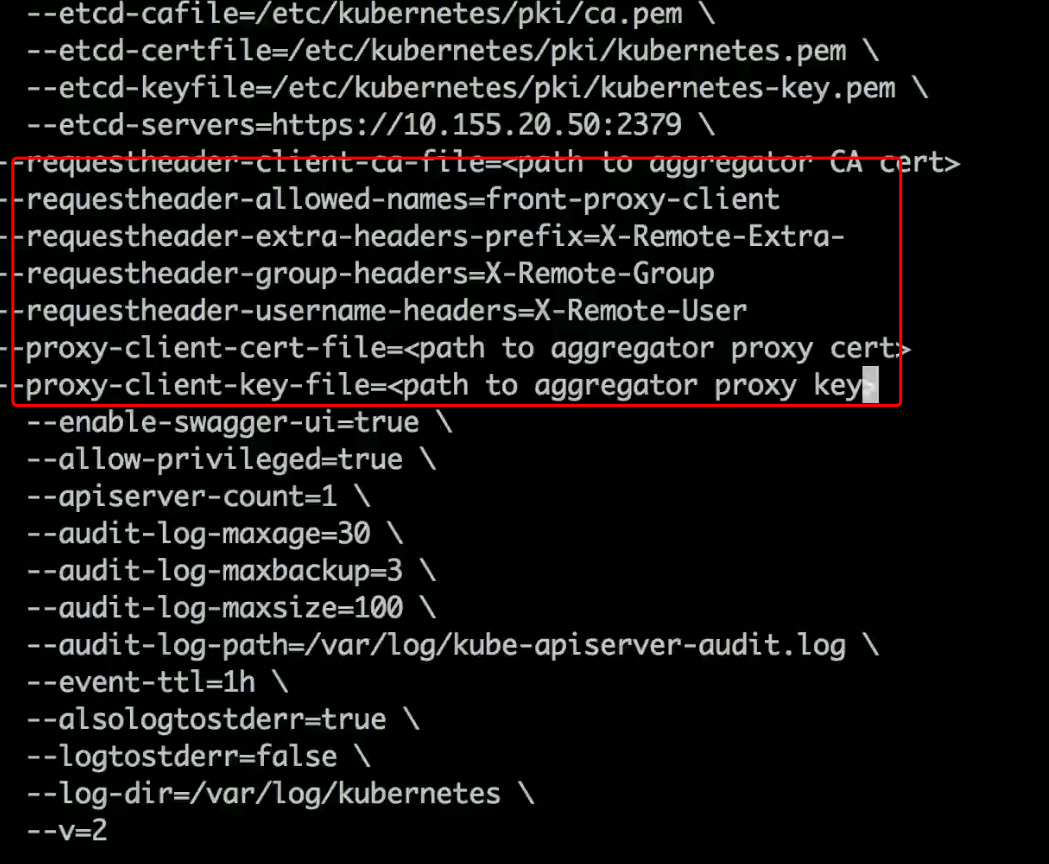 --etcd-cafile=/etc/kubernetes/pki/ca.pem \
--etcd-certfile=/etc/kubernetes/pki/kubernetes.pem \
--etcd-keyfile=/etc/kubernetes/pki/kubernetes-key.pem \
--etcd-servers=https://10.155.20.50:2379 \
--requestheader-client-ca-file=<path to aggregator CA cert>
--requestheader-allowed-names=front-proxy-client
--requestheader-extra-headers-prefix=X-Remote-Extra-
--requestheader-group-headers=X-Remote-Group
--requestheader-username-headers=X-Remote-User
--proxy-client-cert-file=<path to aggregator proxy cert>
--proxy-client-key-file=<path to aggregator proxy key>
--enable-swagger-ui=true \
--allow-privileged=true \
--apiserver-count=1 \
--audit-log-maxage=30 \
--audit-log-maxbackup=3 \
--audit-log-maxsize=100 \
--audit-log-path=/var/log/kube-apiserver-audit.log \
--event-ttl=1h \
--alsologtostderr=true \
--logtostderr=false \
--log-dir=/var/log/kubernetes \
--v=2